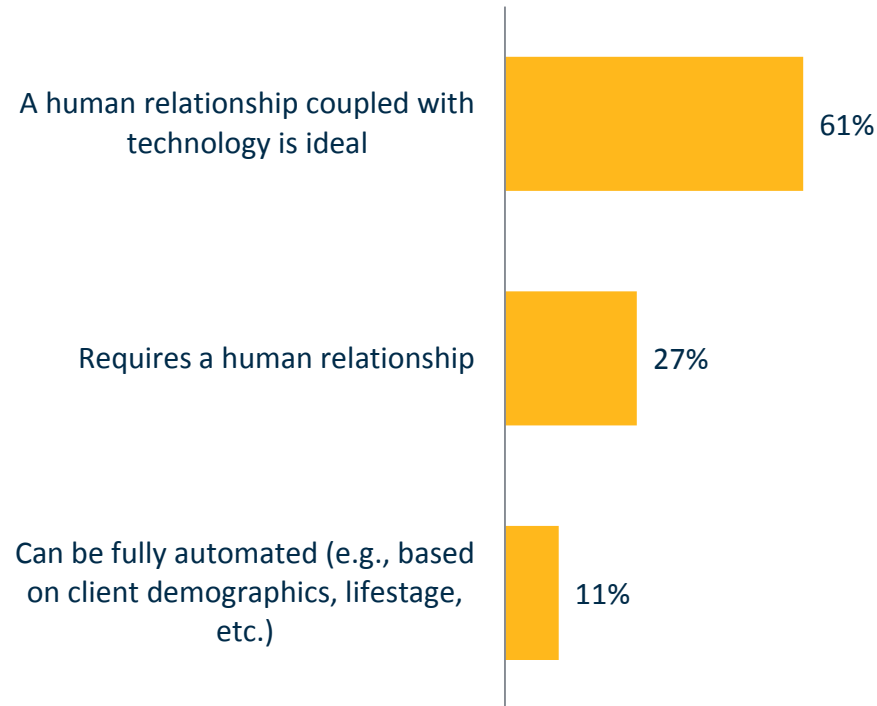 A human relationship coupled with
technology is ideal
61%
Requires a human relationship
27%
Can be fully automated (e.g., based
on client demographics, lifestage,
etc.)
11%